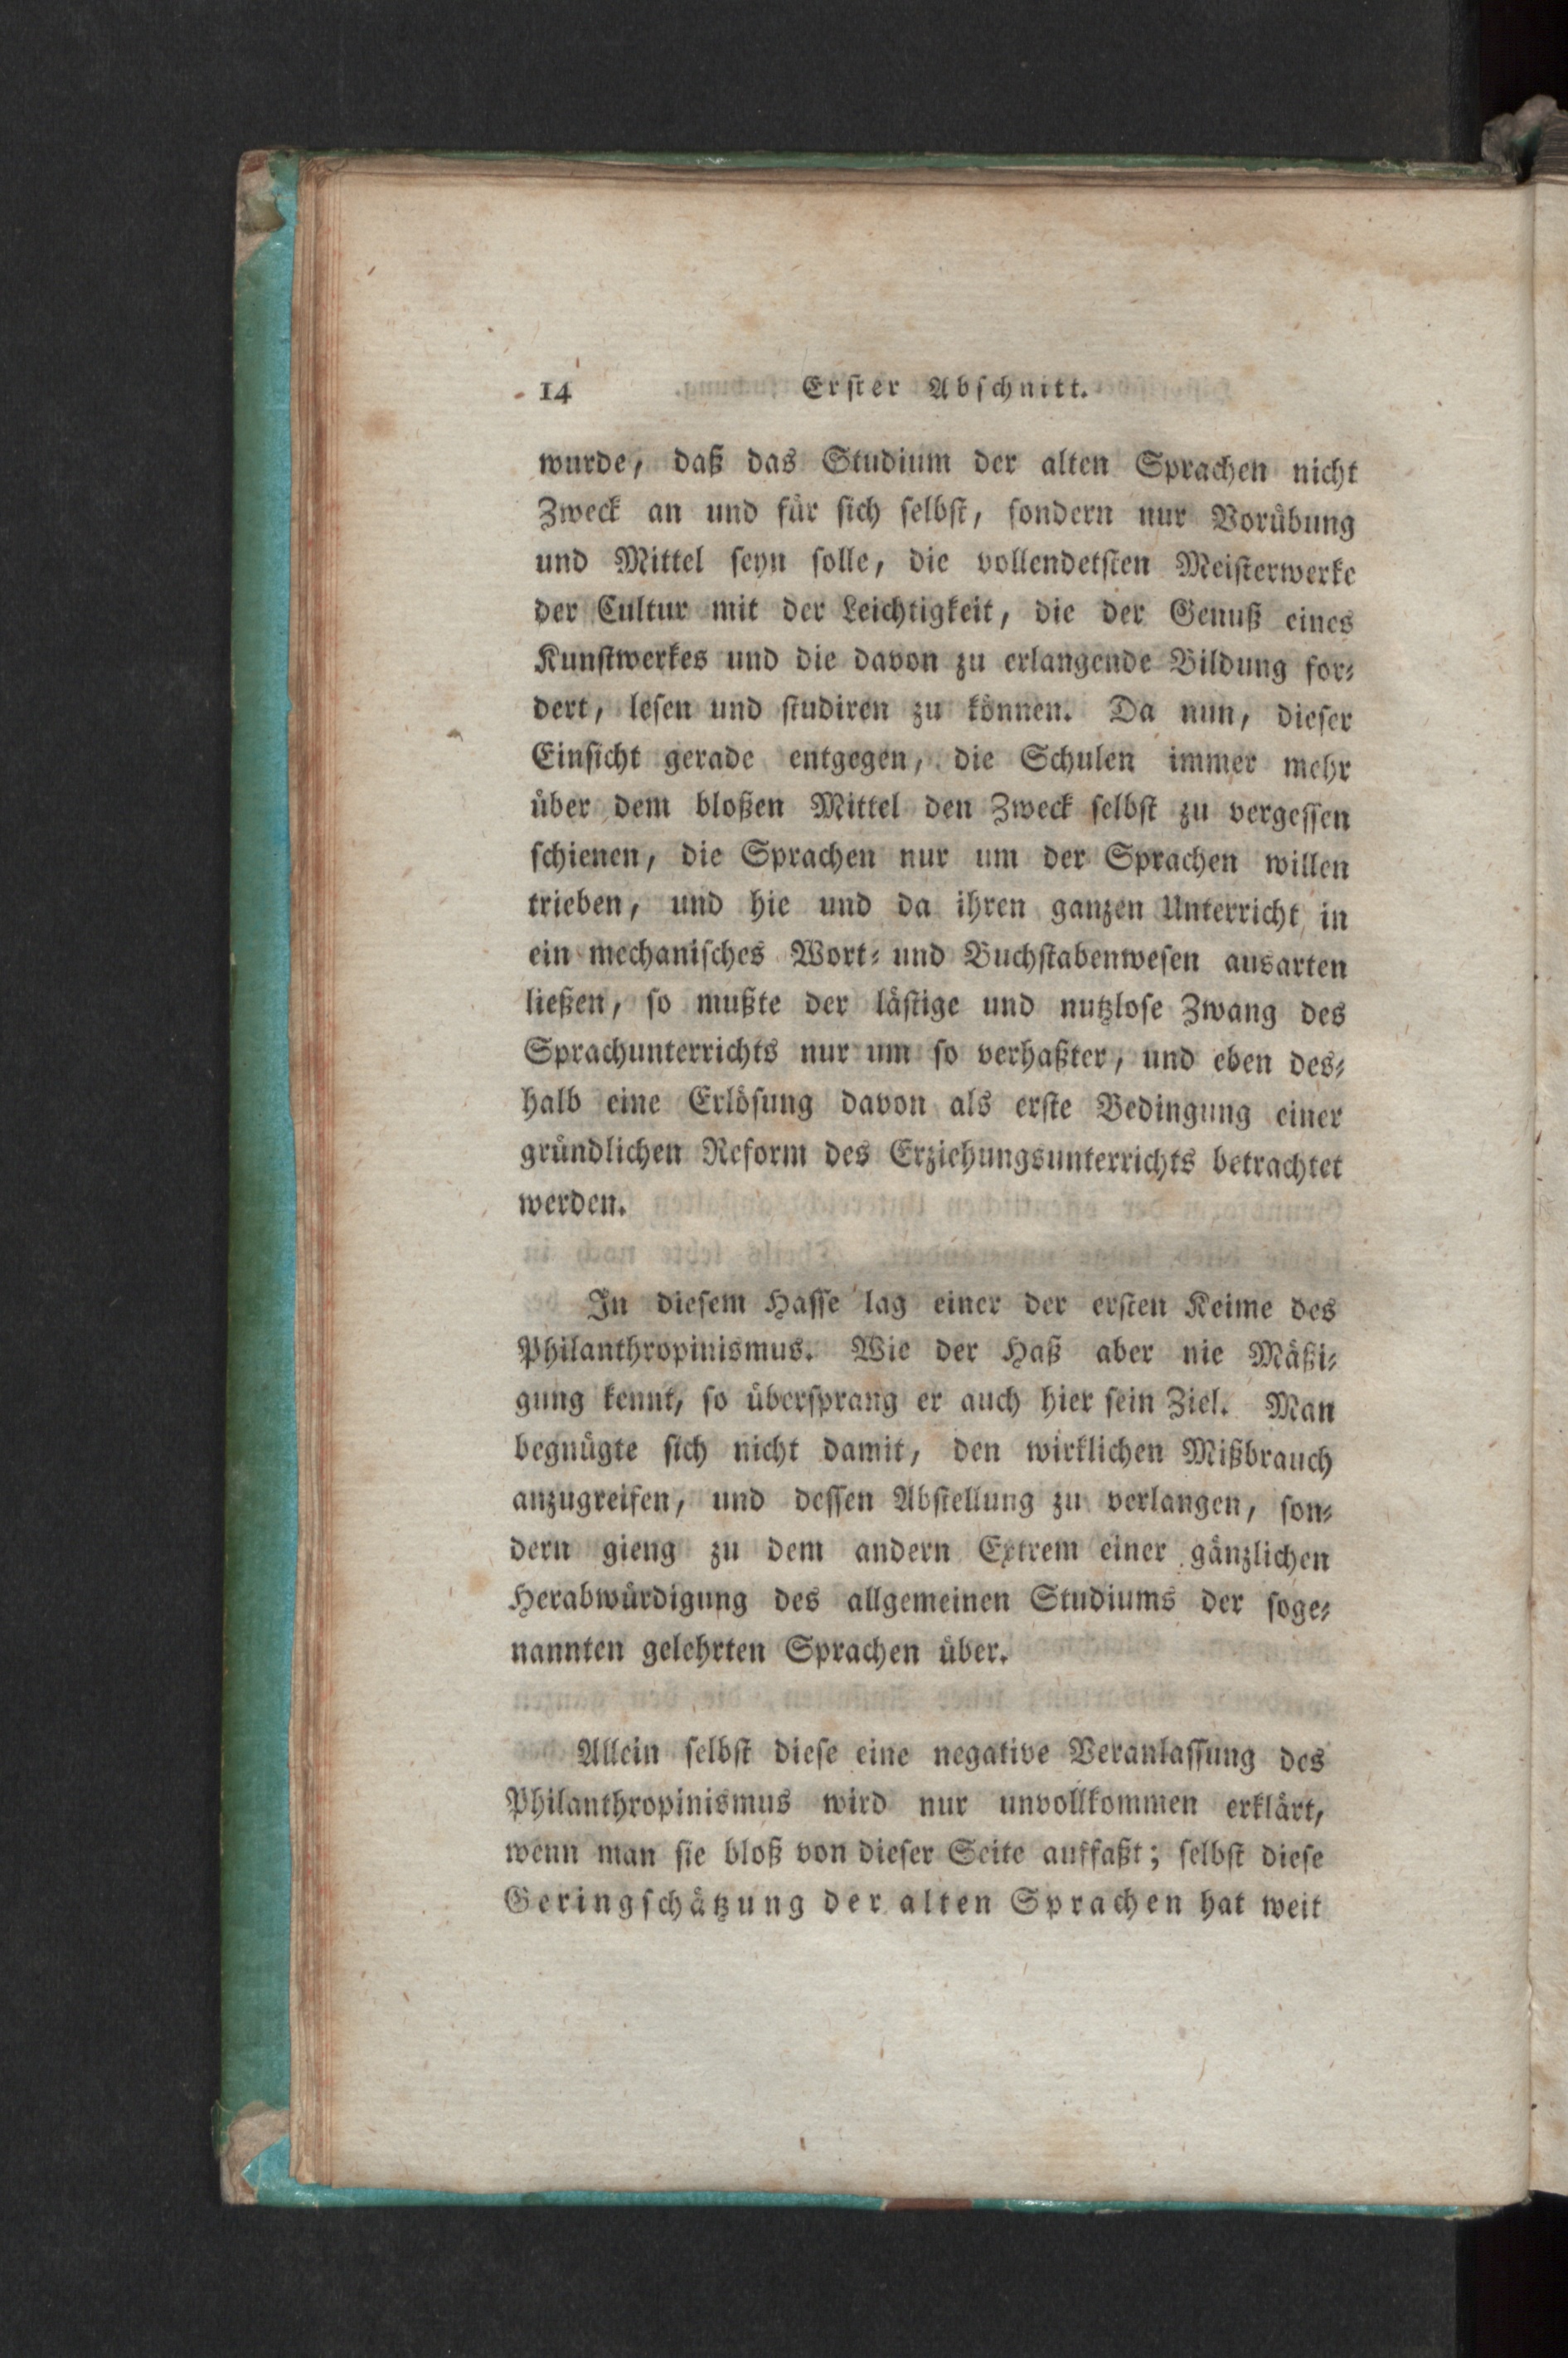 14 Erster Abschnitt.
wurde, daß das Studium der alten Sprachen nicht
Zweck an und für sich selbst, sondern nur Vorübung
und Mittel seyn solle, die vollendetsten Meisterwerke
der Cultur mit der Leichtigkeit, die der Genuß eines
Kunstwerkes und die davon zu erlangende Bildung for-
dert, lesen und studiren zu können. Da nun, dieser
Einsicht gerade entgegen, die Schulen immer mehr
über dem bloßen Mittel den Zweck selbst zu vergessen
schienen, die Sprachen nur um der Sprachen willen
trieben, und hie und da ihren ganzen Unterricht in
ein mechanisches Wort- und Buchstabenwesen ausarten
ließen, so mußte der lästige und nutzlose Zwang des
Sprachunterrichts nur um so verhaßter, und eben des-
halb eine Erlösung davon als erste Bedingung einer
gründlichen Reform des Erziehungsunterrichts betrachtet
werden.
In diesem Hasse lag einer der ersten Keime des
Philanthropinismus. Wie der Haß aber nie Mäßi-
gung kennt, so übersprang er auch hier sein Ziel. Man
begnügte sich nicht damit, den wirklichen Mißbrauch
anzugreifen, und dessen Abstellung zu verlangen, son-
dern gieng zu dem andern Extrem einer gänzlichen
Herabwürdigung des allgemeinen Studiums der soge-
nannten gelehrten Sprachen über.
Allein selbst diese eine negative Veranlassung des
Philanthropinismus wird nur unvollkommen erklärt,
wenn man sie bloß von dieser Seite auffaßt; selbst diese
Geringschätzung der alten Sprachen hat weit